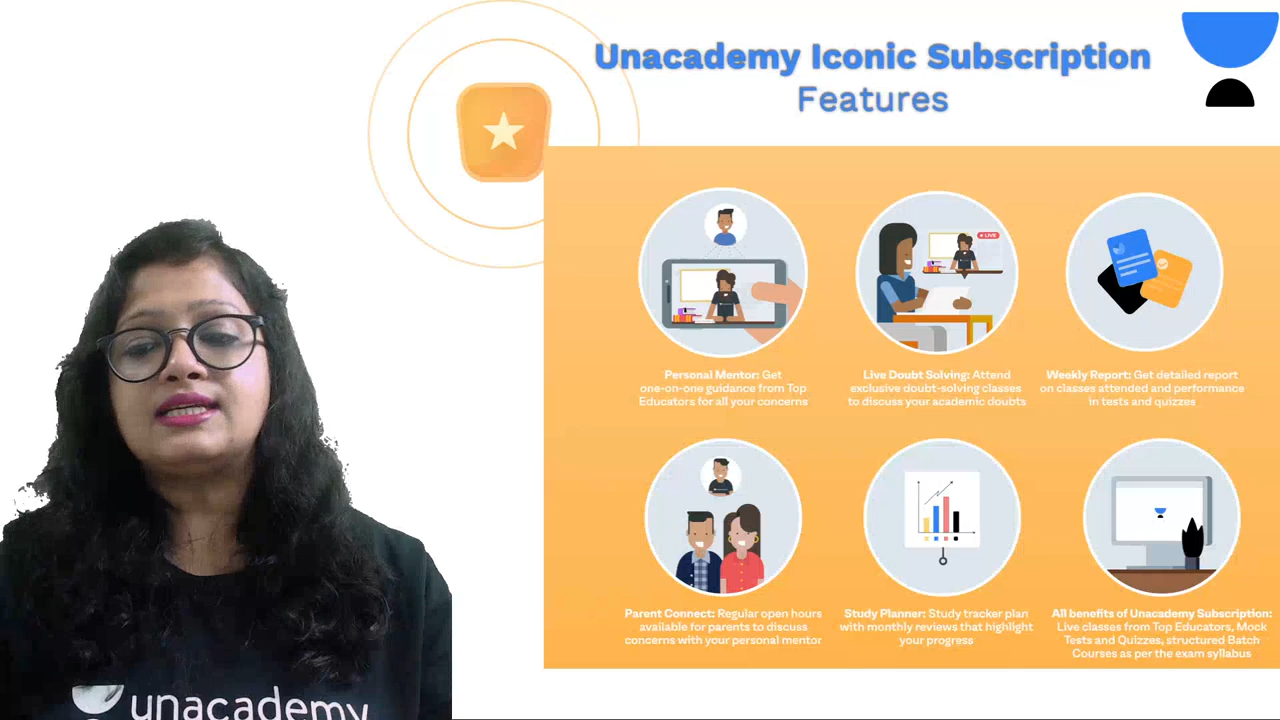 Unacademy Iconic Subscription
Features
LIVE
Personal Mentor: Get
one-on-one guidance from Top
Educators for all your concerns
Live Doubt Solving: Attend
exclusive doubt-solving classes
to discuss your academic doubts
Weekly Report: Get detailed report
on classes attended and performance
in tests and quizzes
Parent Connect: Regular open hours
available for parents to discuss
concerns with your personal mentor
Study Planner: Study tracker plan
with monthly reviews that highlight
your progress
All benefits of Unacademy Subscription:
Live classes from Top Educators, Mock
Tests and Quizzes, structured Batch
Courses as per the exam syllabus
unacademy